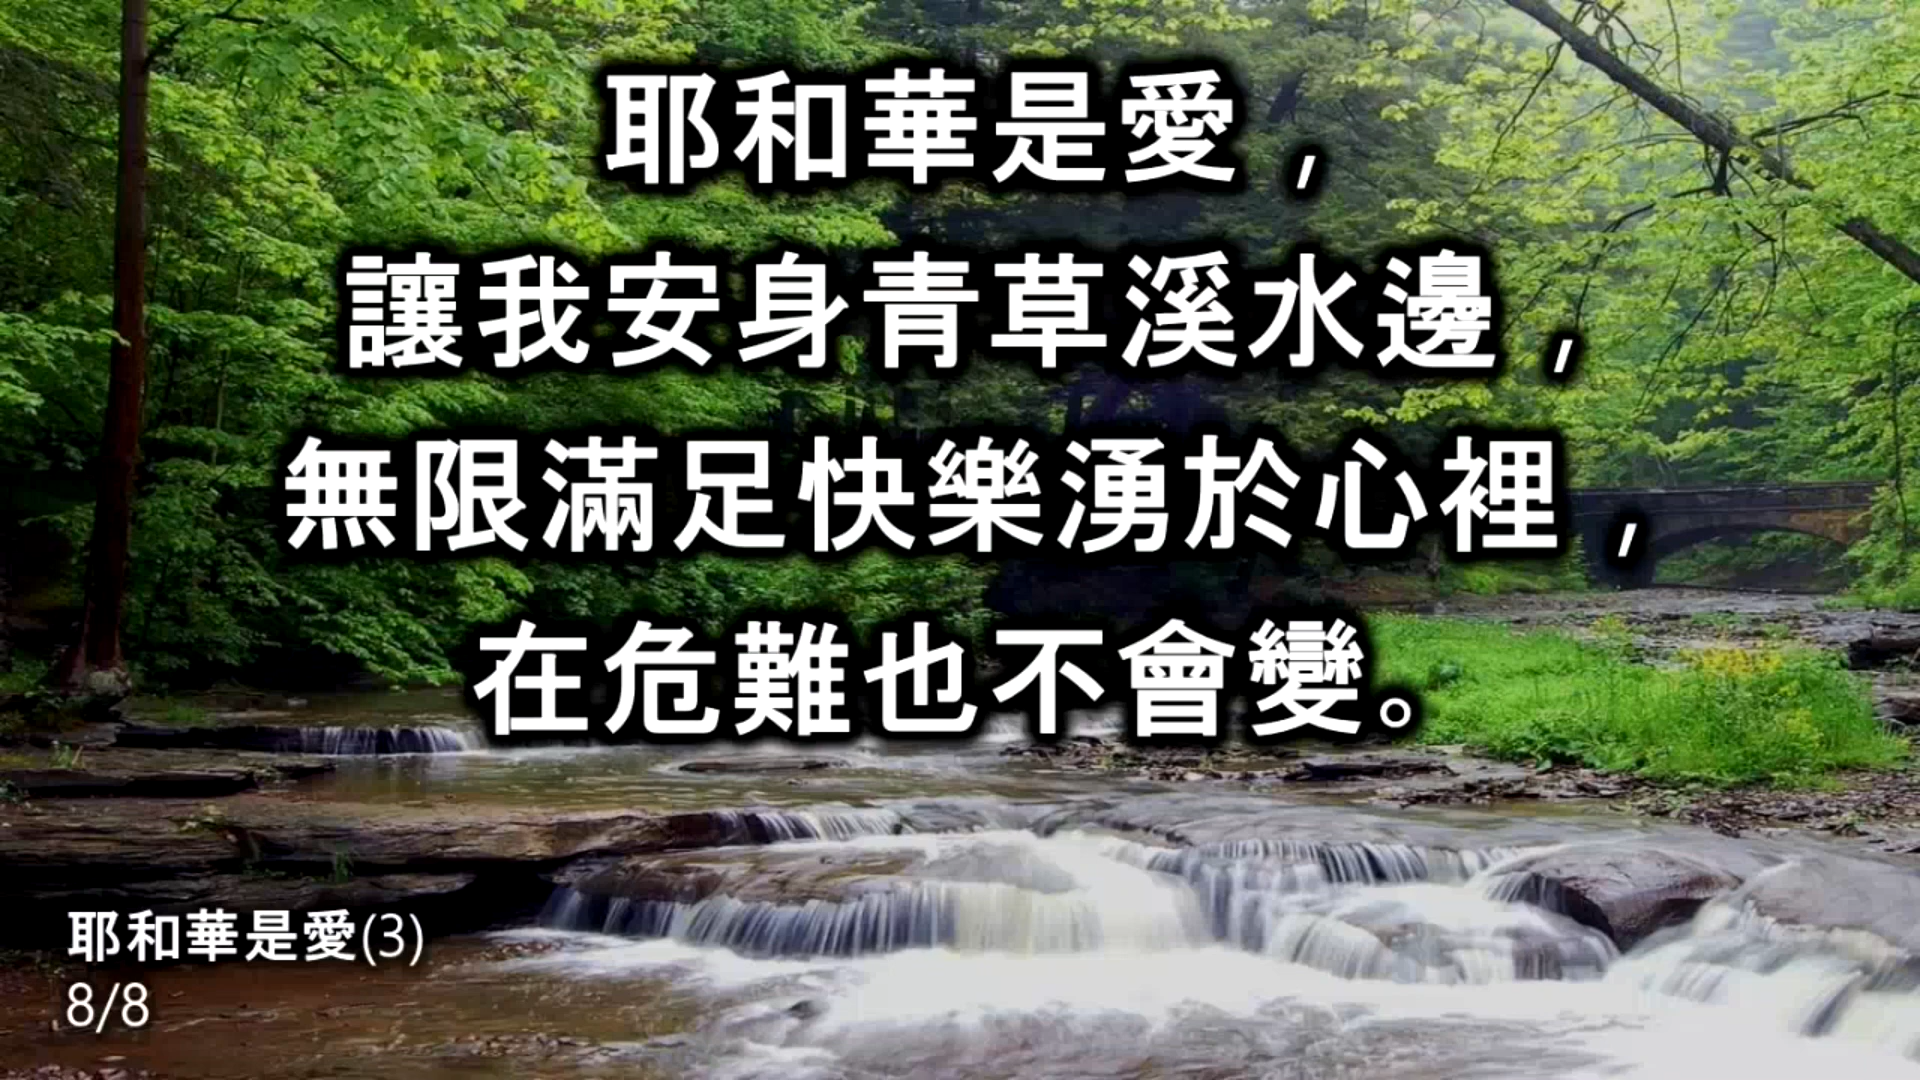 耶和華是愛，
讓我安身青草溪水邊，
無限滿足快樂湧於心裡，
在危難也不會變。
耶和華是愛(3)
8/8